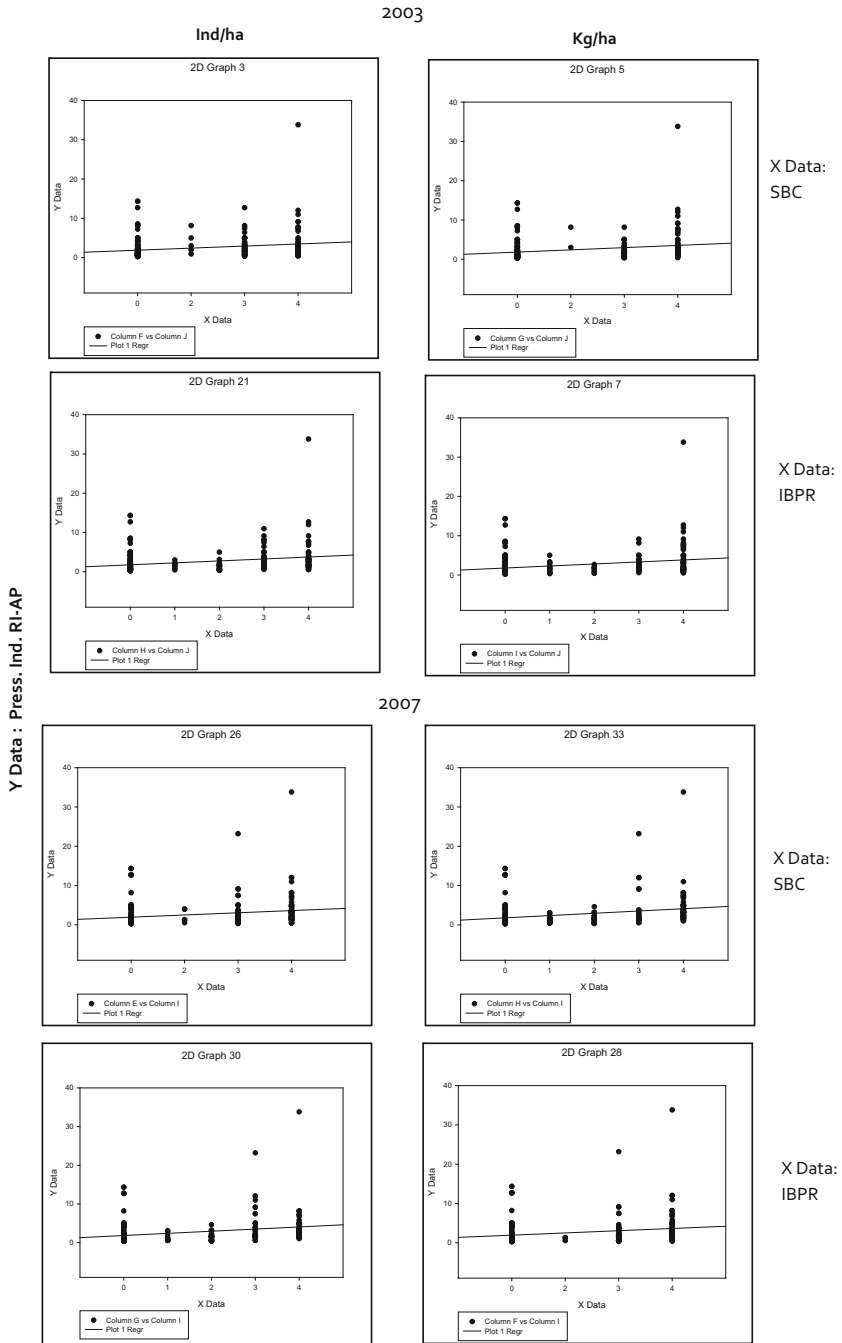 2003
Ind/ha
Kg/ha
2D Graph 3
Y Data
40
30
20
10
0
0 2 3 4
X Data
Column F vs Column J
Plot 1 Regr
2D Graph 5
Y Data
40
30
20
10
0
0 2 3 4
X Data
Column G vs Column J
Plot 1 Regr
X Data:
SBC
2D Graph 21
Y Data
40
30
20
10
0
0 1 2 3 4
X Data
Column H vs Column J
Plot 1 Regr
2D Graph 7
Y Data
40
30
20
10
0
0 1 2 3 4
X Data
Column I vs Column J
Plot 1 Regr
X Data:
IBPR
Y Data : Press. Ind. RI-AP
2007
2D Graph 26
Y Data
40
30
20
10
0
0 2 3 4
X Data
Column E vs Column I
Plot 1 Regr
2D Graph 33
Y Data
40
30
20
10
0
0 1 2 3 4
X Data
Column H vs Column I
Plot 1 Regr
X Data:
SBC
2D Graph 30
Y Data
40
30
20
10
0
0 1 2 3 4
X Data
Column G vs Column I
Plot 1 Regr
2D Graph 28
Y Data
40
30
20
10
0
0 2 3 4
X Data
Column F vs Column I
Plot 1 Regr
X Data:
IBPR